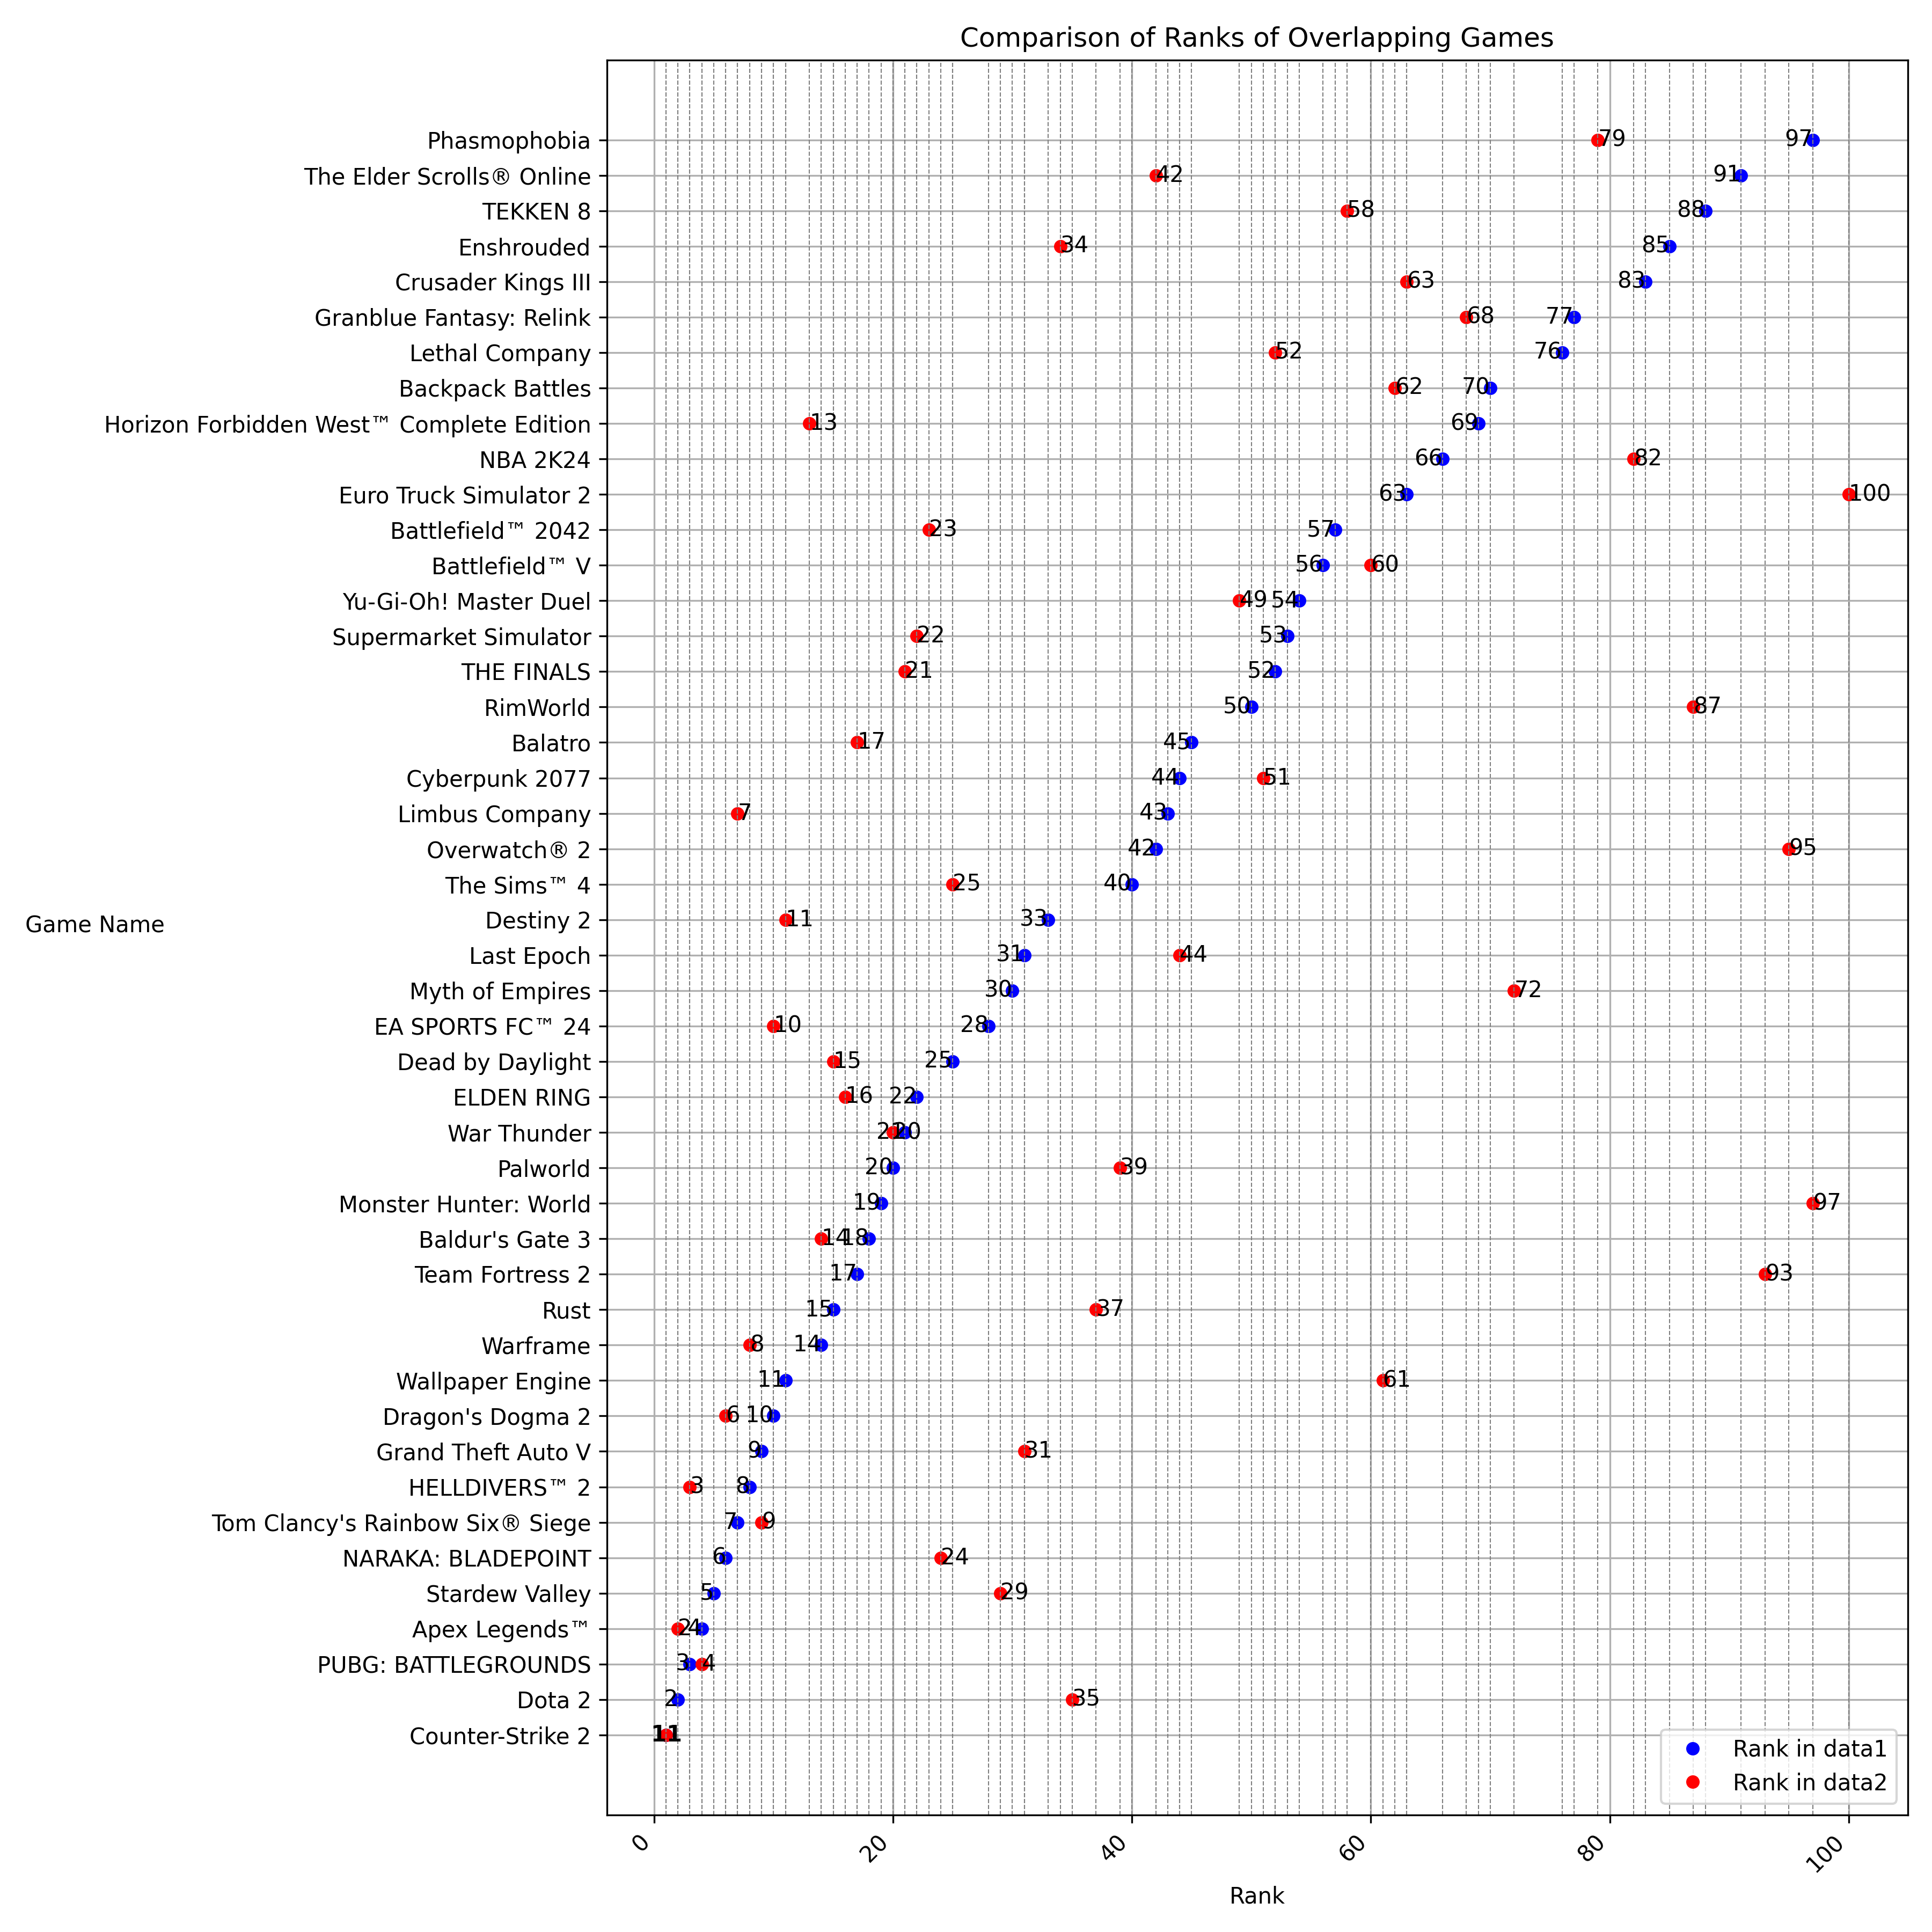 Comparison of Ranks of Overlapping Games
Phasmophobia 79 97
The Elder Scrolls® Online 42 91
TEKKEN 8 58 88
Enshrouded 34 85
Crusader Kings III 63 83
Granblue Fantasy: Relink 68 77
Lethal Company 52 76
Backpack Battles 62 70
Horizon Forbidden West™ Complete Edition 13 69
NBA 2K24 66 82
Euro Truck Simulator 2 63 100
Battlefield™ 2042 23 57
Battlefield™ V 56 60
Yu-Gi-Oh! Master Duel 49 54
Supermarket Simulator 22 53
THE FINALS 21 52
RimWorld 50 87
Balatro 17 45
Cyberpunk 2077 44 51
Limbus Company 7 43
Overwatch® 2 42 95
The Sims™ 4 25 40
Game Name
Destiny 2 11 33
Last Epoch 31 44
Myth of Empires 30 72
EA SPORTS FC™ 24 10 28
Dead by Daylight 15 25
ELDEN RING 16 22
War Thunder 21 20
Palworld 20 39
Monster Hunter: World 19 97
Baldur's Gate 3 14 18
Team Fortress 2 17 93
Rust 15 37
Warframe 8 14
Wallpaper Engine 11 61
Dragon's Dogma 2 6 10
Grand Theft Auto V 9 31
HELLDIVERS™ 2 3 8
Tom Clancy's Rainbow Six® Siege 7 9
NARAKA: BLADEPOINT 6 24
Stardew Valley 5 29
Apex Legends™ 2 4
PUBG: BATTLEGROUNDS 3 4
Dota 2 2 35
Counter-Strike 2 1 1
Rank in data1
Rank in data2
0 20 40 60 80 100
Rank